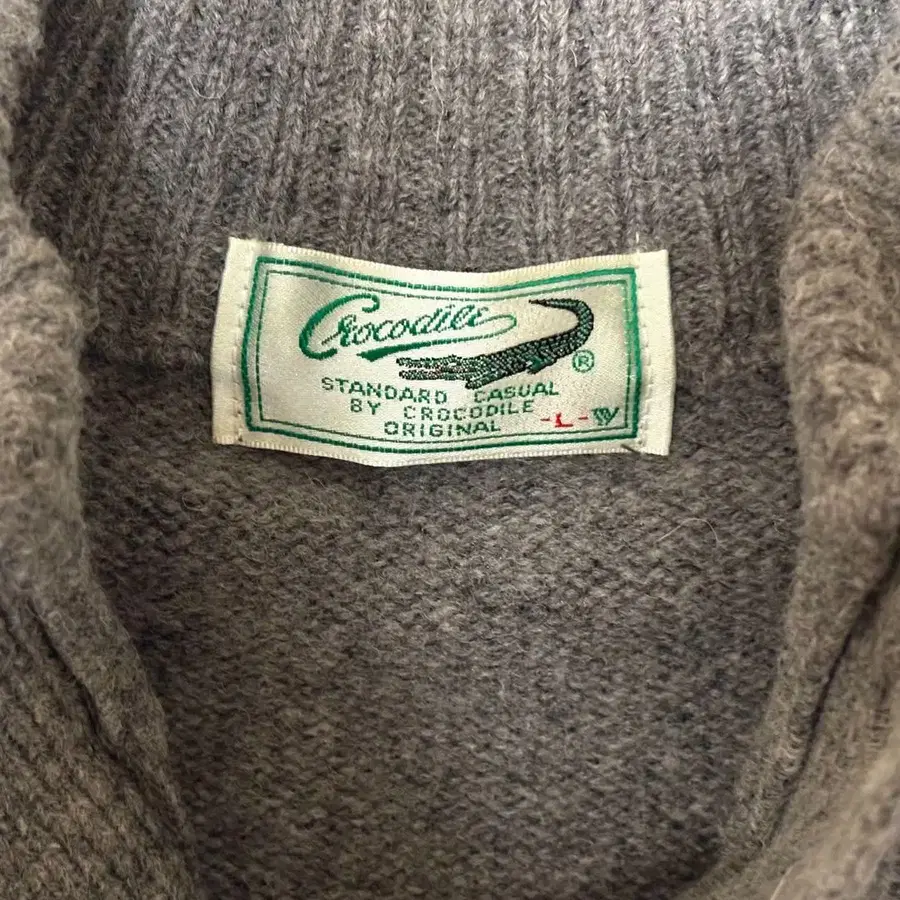 Crocodile
®
STANDARD CASUAL
BY CROCODILE
ORIGINAL
-L-